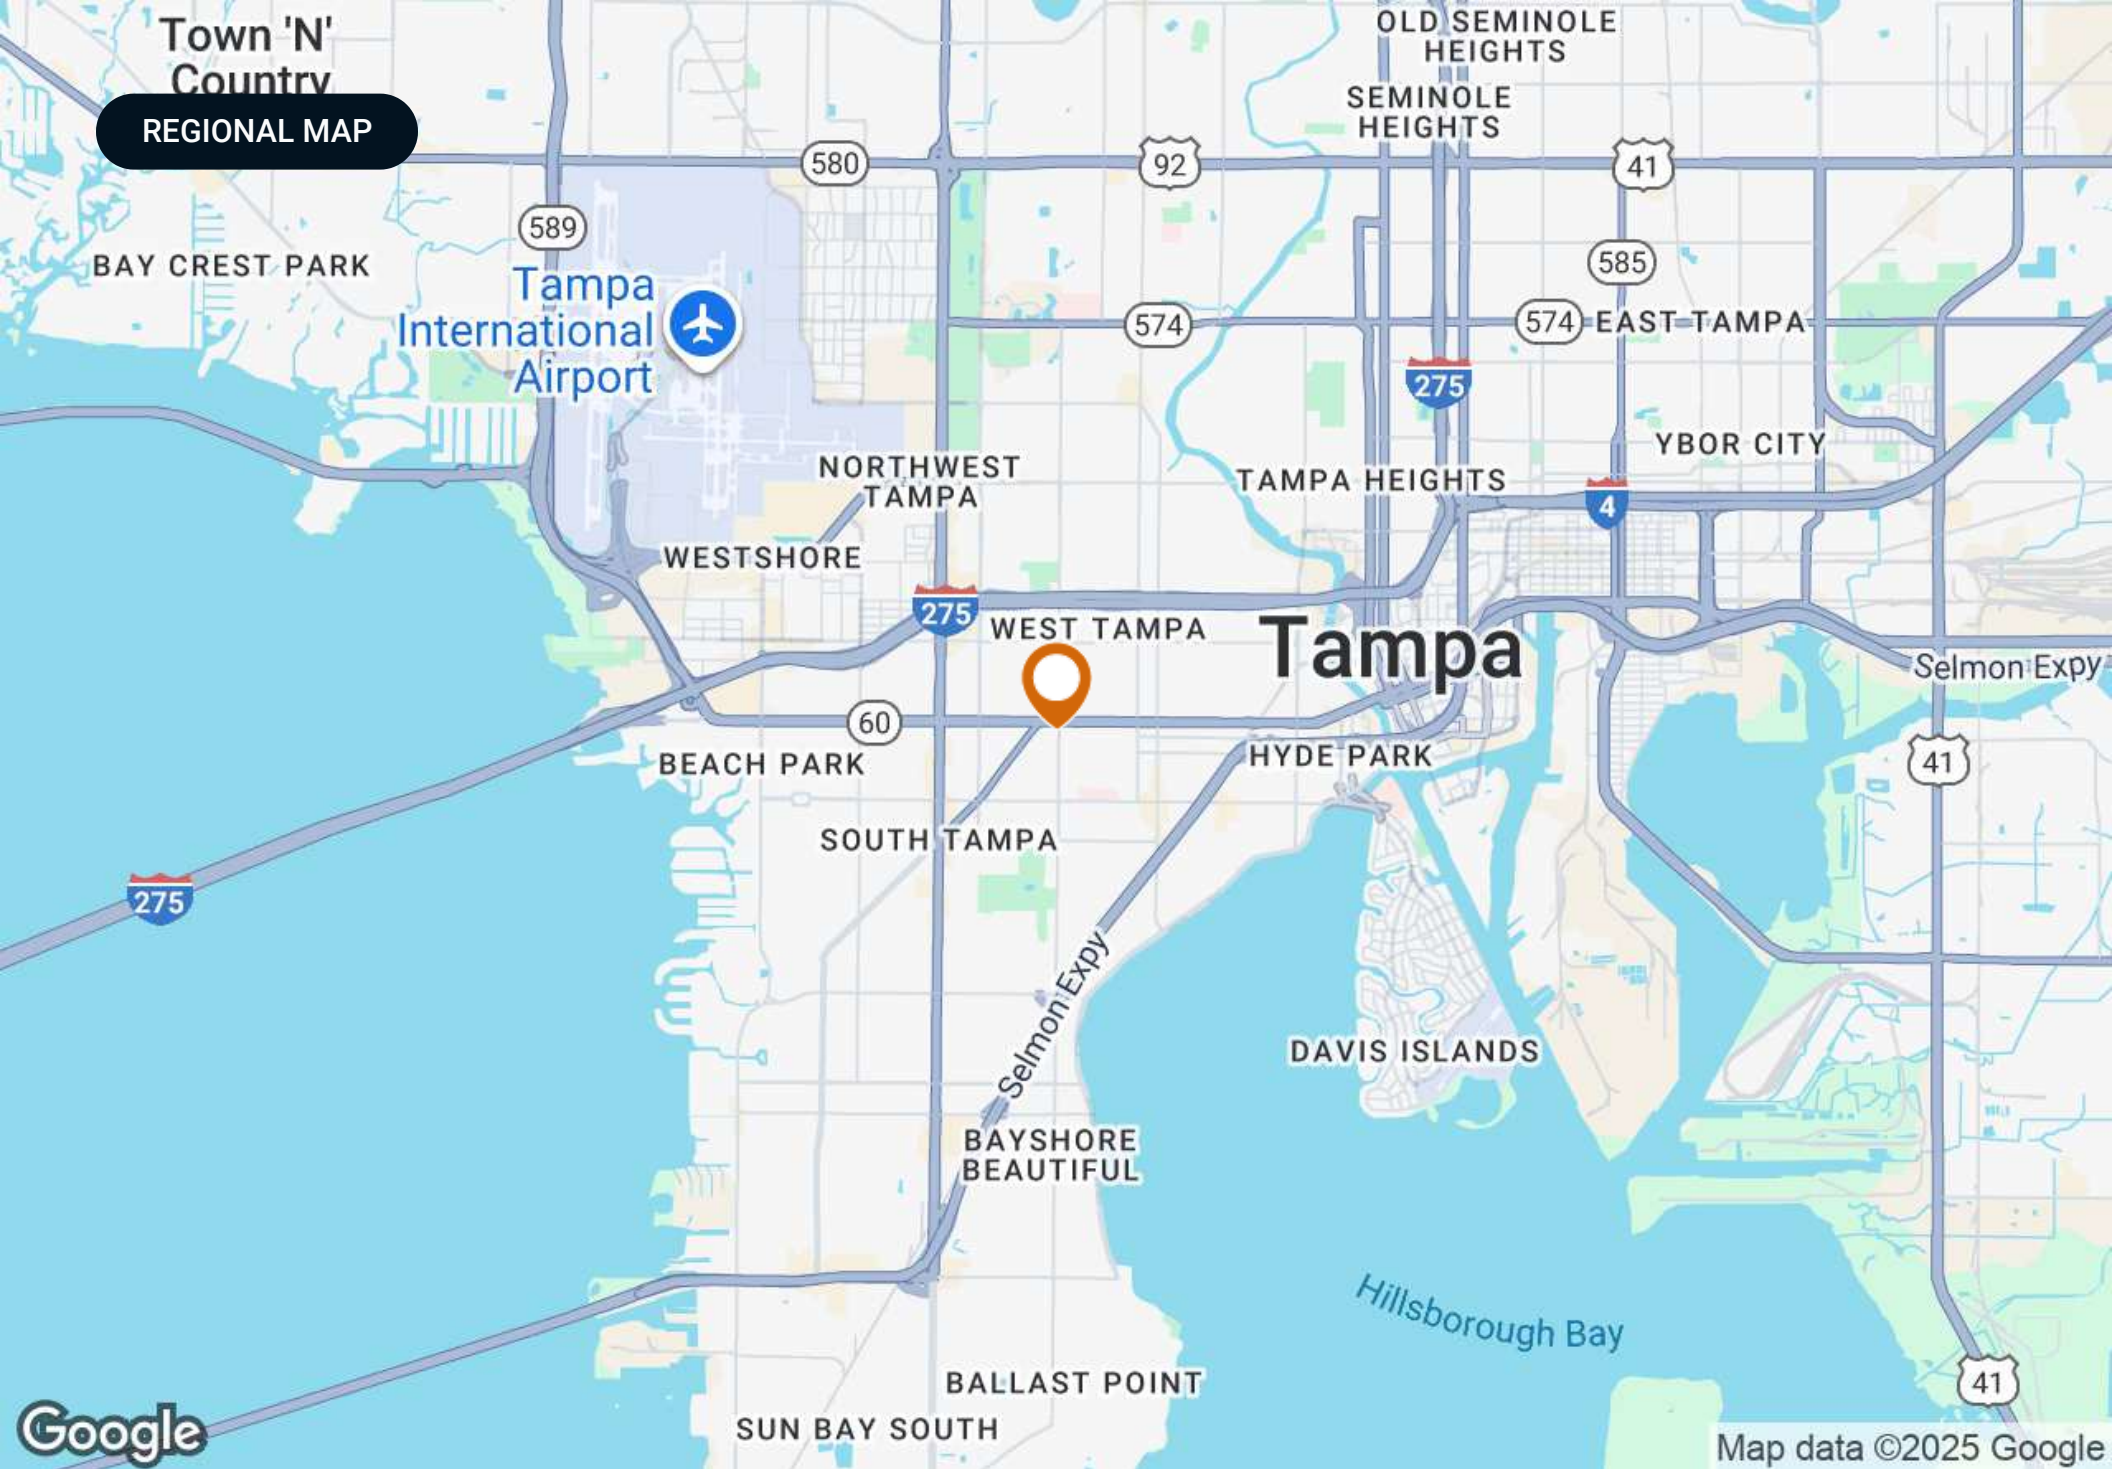 Town 'N'
Country
REGIONAL MAP
OLD SEMINOLE
HEIGHTS
SEMINOLE
HEIGHTS
580
92
41
589
BAY CREST PARK
585
Tampa
International
Airport
574
574
EAST TAMPA
275
YBOR CITY
NORTHWEST
TAMPA
TAMPA HEIGHTS
4
WESTSHORE
275
WEST TAMPA
Tampa
Selmon Expy
60
BEACH PARK
HYDE PARK
41
SOUTH TAMPA
275
Selmon Expy
DAVIS ISLANDS
BAYSHORE
BEAUTIFUL
Hillsborough Bay
BALLAST POINT
41
SUN BAY SOUTH
Google
Map data ©2025 Google